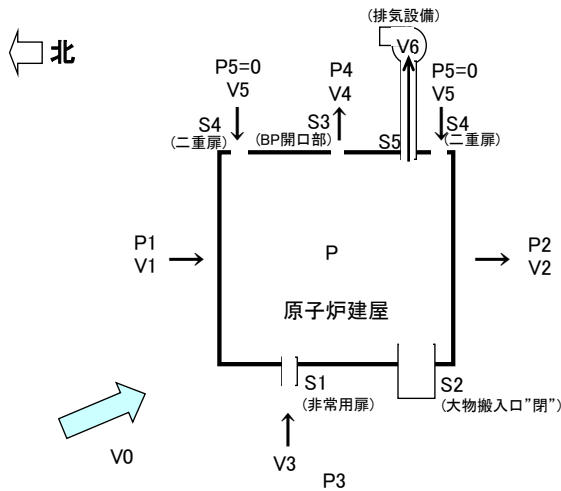 (排気設備)
V6
北
P5=0
V5
P4
V4
P5=0
V5
S4
(二重扉)
S3
(BP開口部)
S5
S4
(二重扉)
P1
V1
P
P2
V2
原子炉建屋
S1
(非常用扉)
S2
(大物搬入口”閉”)
V0
V3
P3